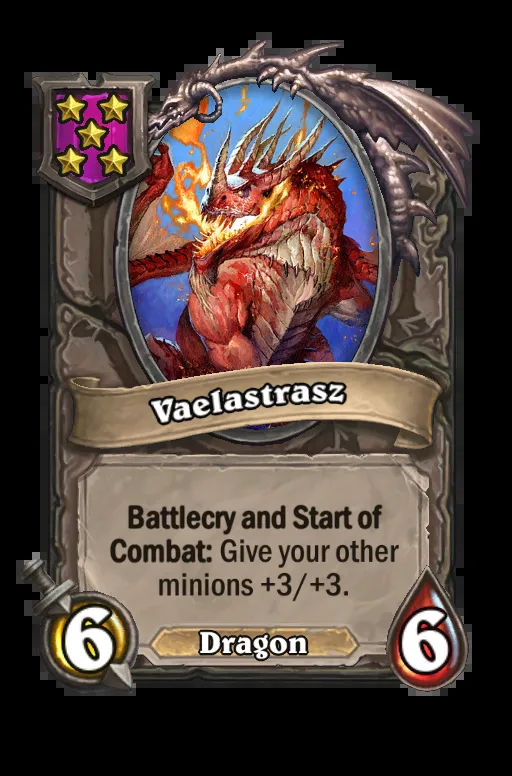 Vaelastrasz
Battlecry and Start of
Combat: Give your other
minions +3/+3.
6
Dragon
6